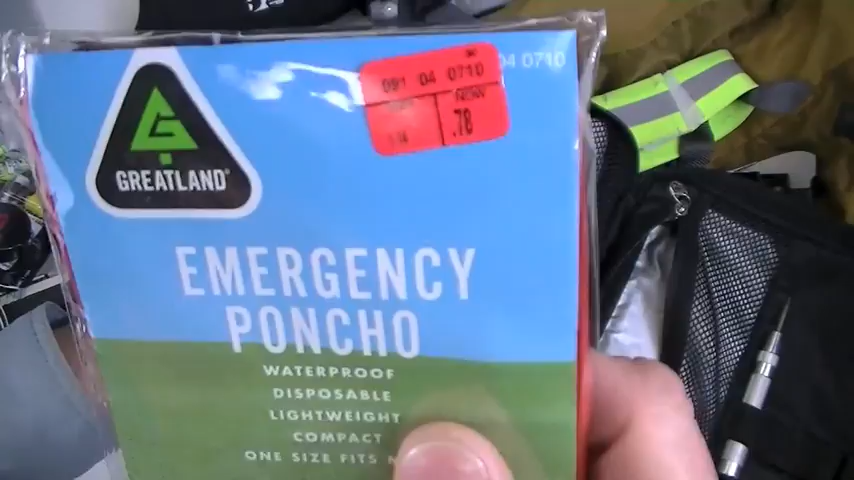 091 04 0710
04 0710
NOW
.78
GREATLAND
EMERGENCY
PONCHO
WATERPROOF
DISPOSABLE
LIGHTWEIGHT
COMPACT
ONE SIZE FITS